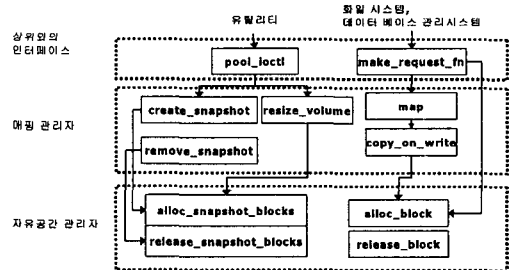 유틸리티
화일 시스템,
데이터 베이스 관리시스템
상위와의
인터페이스
pool_ioctl
make_request_fn
매핑 관리자
create_snapshot
resize_volume
map
remove_snapshot
copy_on_write
자유공간 관리자
alloc_snapshot_blocks
alloc_block
release_snapshot_blocks
release_block